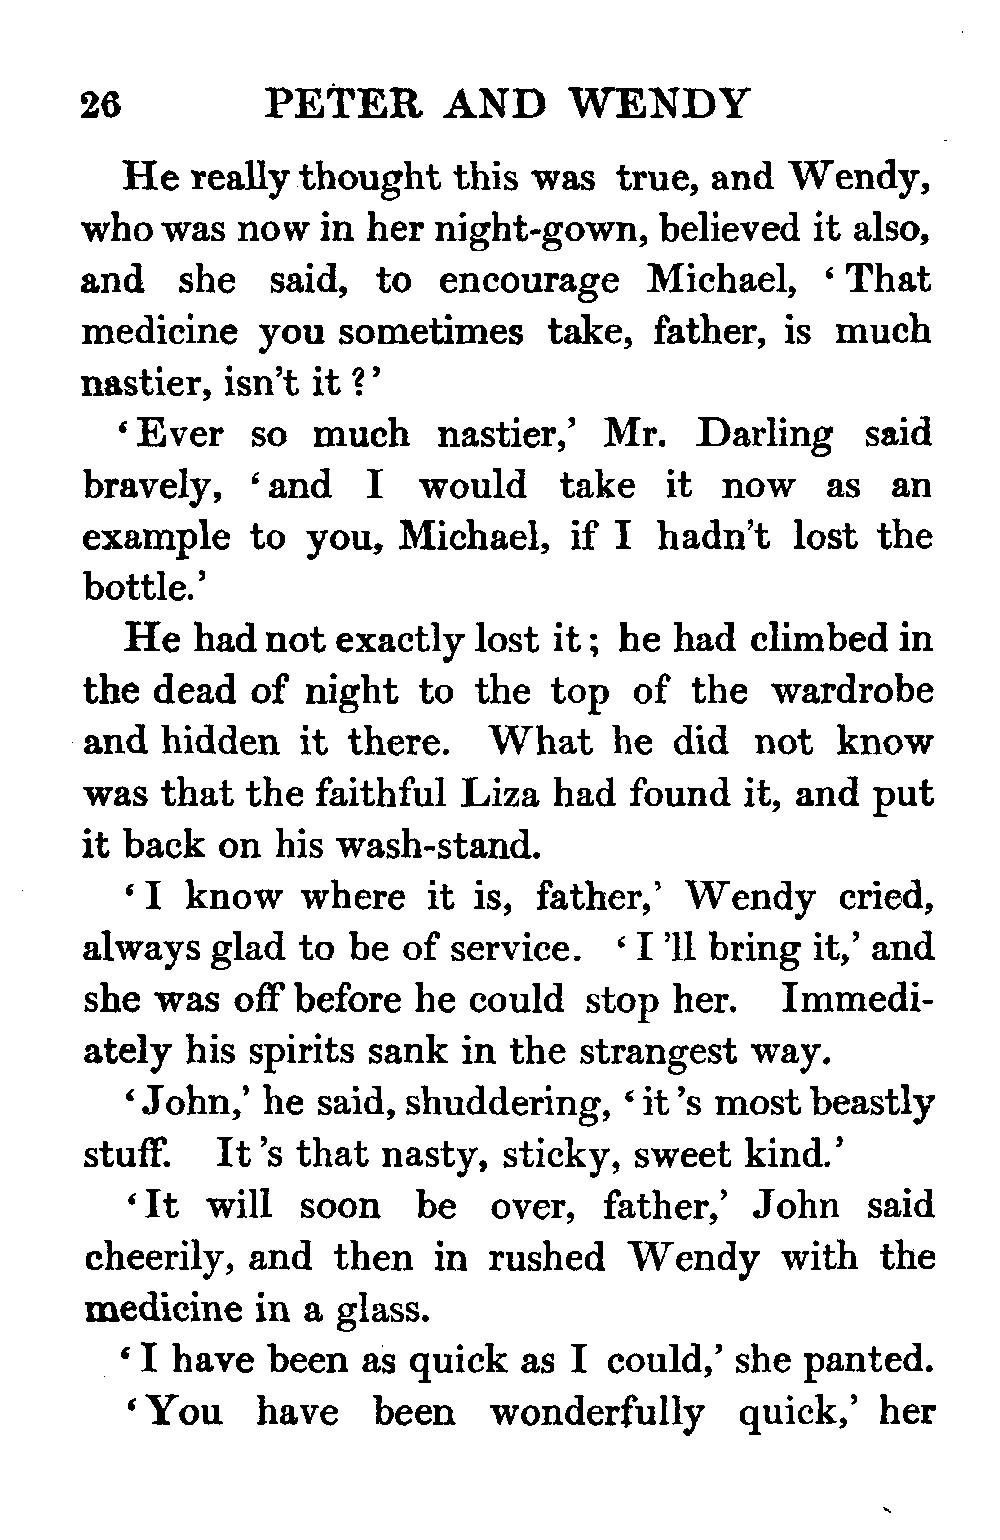 26 PETER AND WENDY
He really thought this was true, and Wendy,
who was now in her night-gown, believed it also,
and she said, to encourage Michael, ‘ That
medicine you sometimes take, father, is much
nastier, isn’t it ? ’
‘ Ever so much nastier,’ Mr. Darling said
bravely, ‘ and I would take it now as an
example to you, Michael, if I hadn’t lost the
bottle.’
He had not exactly lost it ; he had climbed in
the dead of night to the top of the wardrobe
and hidden it there. What he did not know
was that the faithful Liza had found it, and put
it back on his wash-stand.
‘ I know where it is, father,’ Wendy cried,
always glad to be of service. ‘ I ’ll bring it,’ and
she was off before he could stop her. Immedi-
ately his spirits sank in the strangest way.
‘ John,’ he said, shuddering, ‘ it ’s most beastly
stuff. It ’s that nasty, sticky, sweet kind.’
‘ It will soon be over, father,’ John said
cheerily, and then in rushed Wendy with the
medicine in a glass.
‘ I have been as quick as I could,’ she panted.
‘ You have been wonderfully quick,’ her